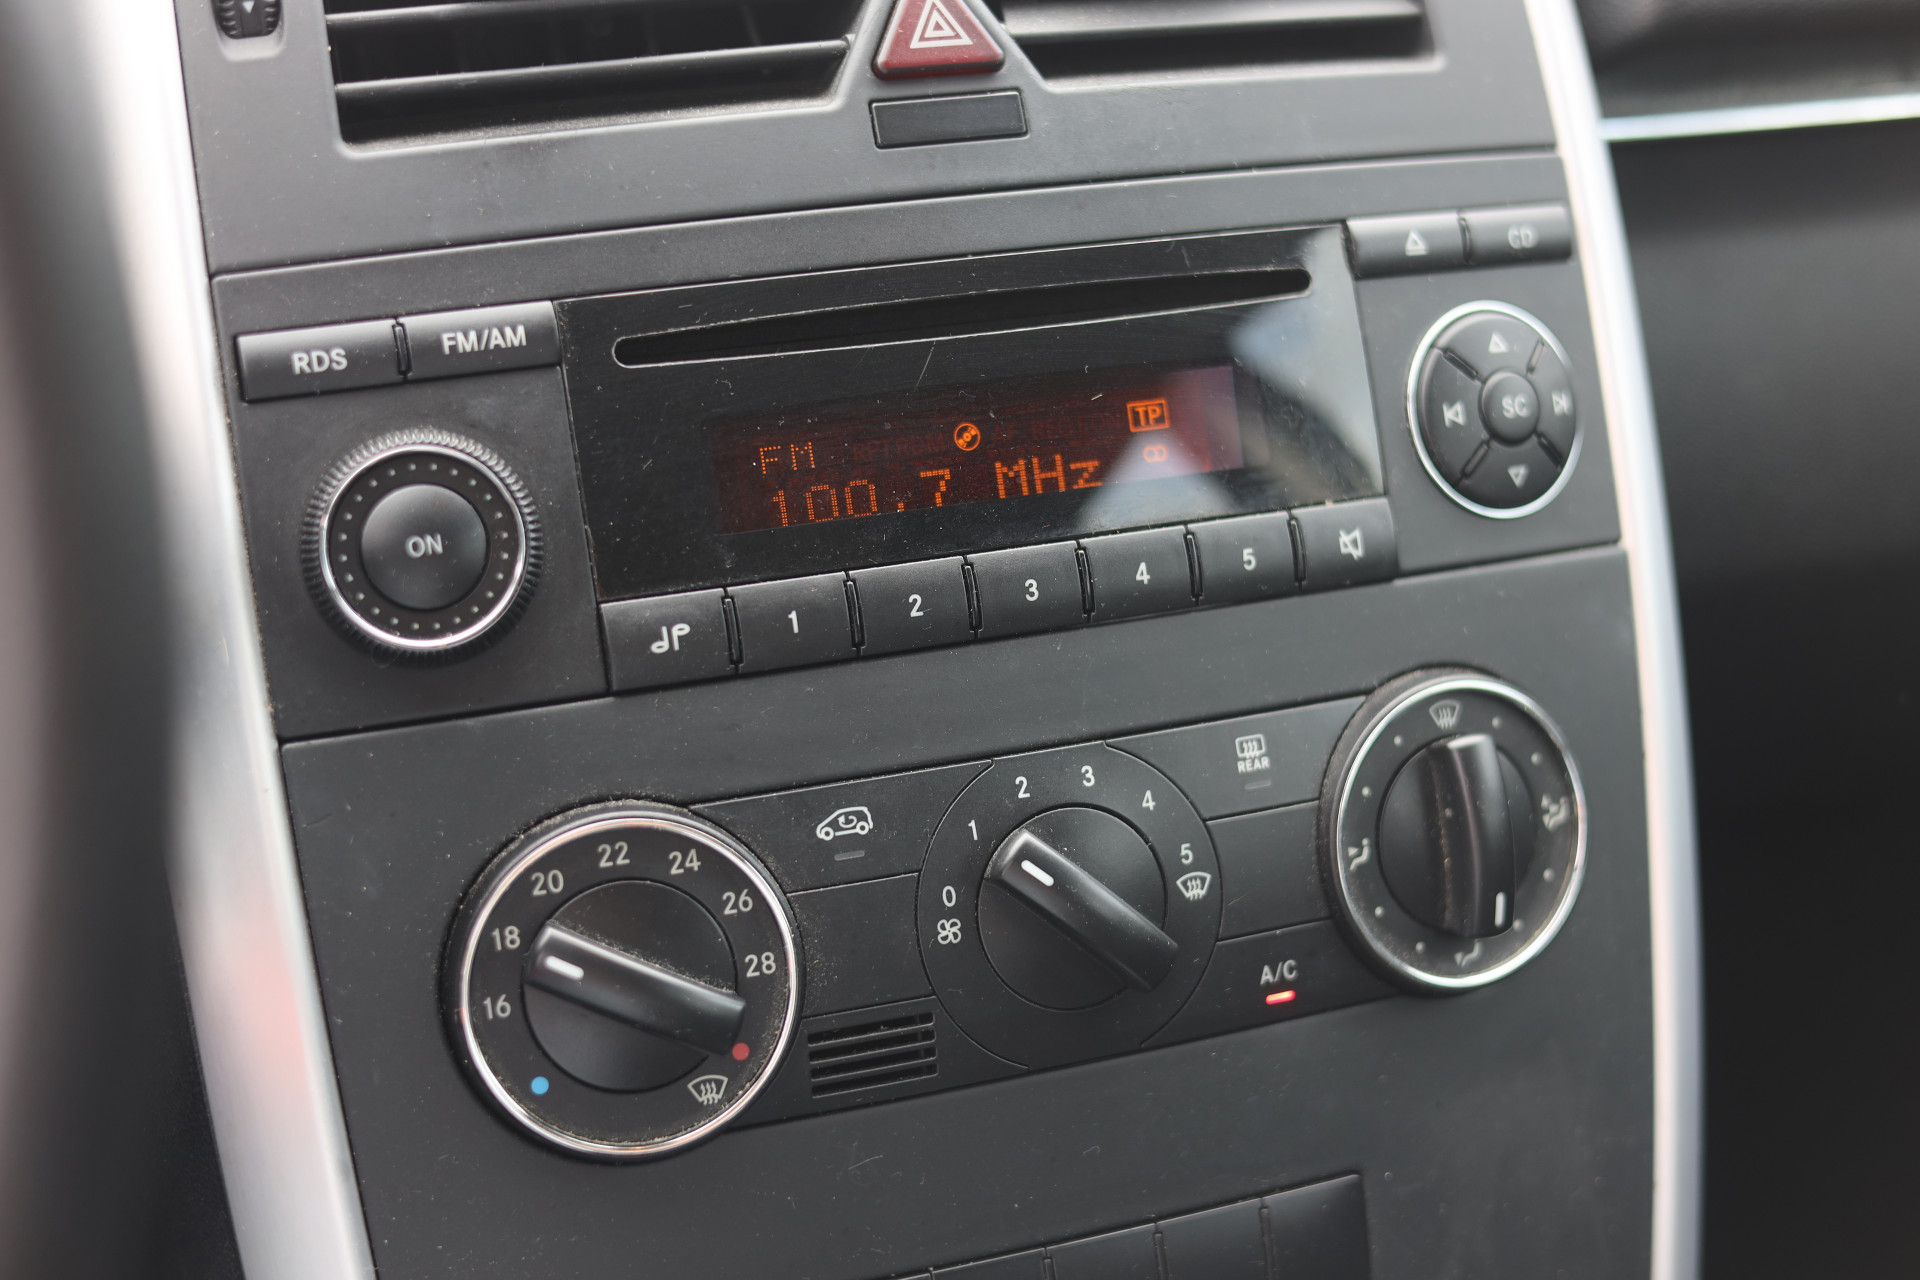 CD
RDS FM/AM
SC
TP
FM
100.7 MHz
ON
1 2 3 4 5
REAR
0 1 2 3 4 5
16 18 20 22 24 26 28
A/C